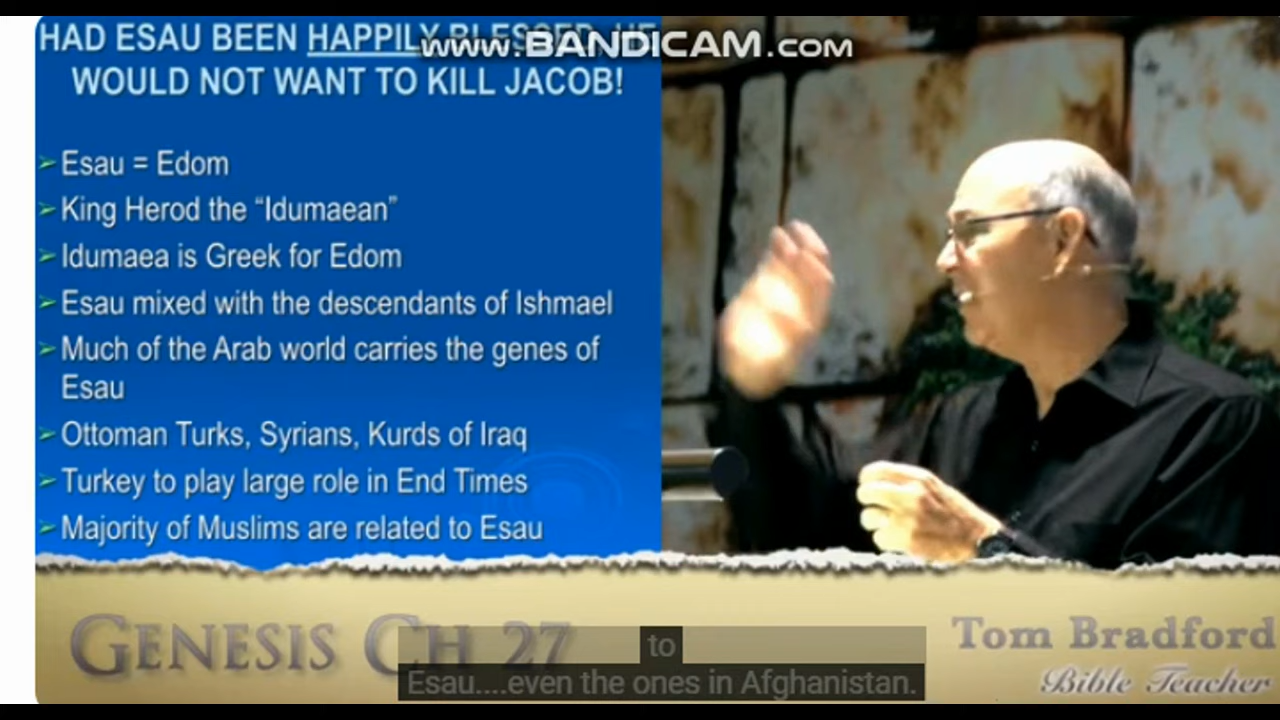 www.BANDICAM.com
HAD ESAU BEEN HAPPILY BLESSED, HE
WOULD NOT WANT TO KILL JACOB!
➢ Esau = Edom
➢ King Herod the “Idumaean”
➢ Idumaea is Greek for Edom
➢ Esau mixed with the descendants of Ishmael
➢ Much of the Arab world carries the genes of
Esau
➢ Ottoman Turks, Syrians, Kurds of Iraq
➢ Turkey to play large role in End Times
➢ Majority of Muslims are related to Esau
GENESIS CH 27
Tom Bradford
Bible Teacher
to
Esau....even the ones in Afghanistan.